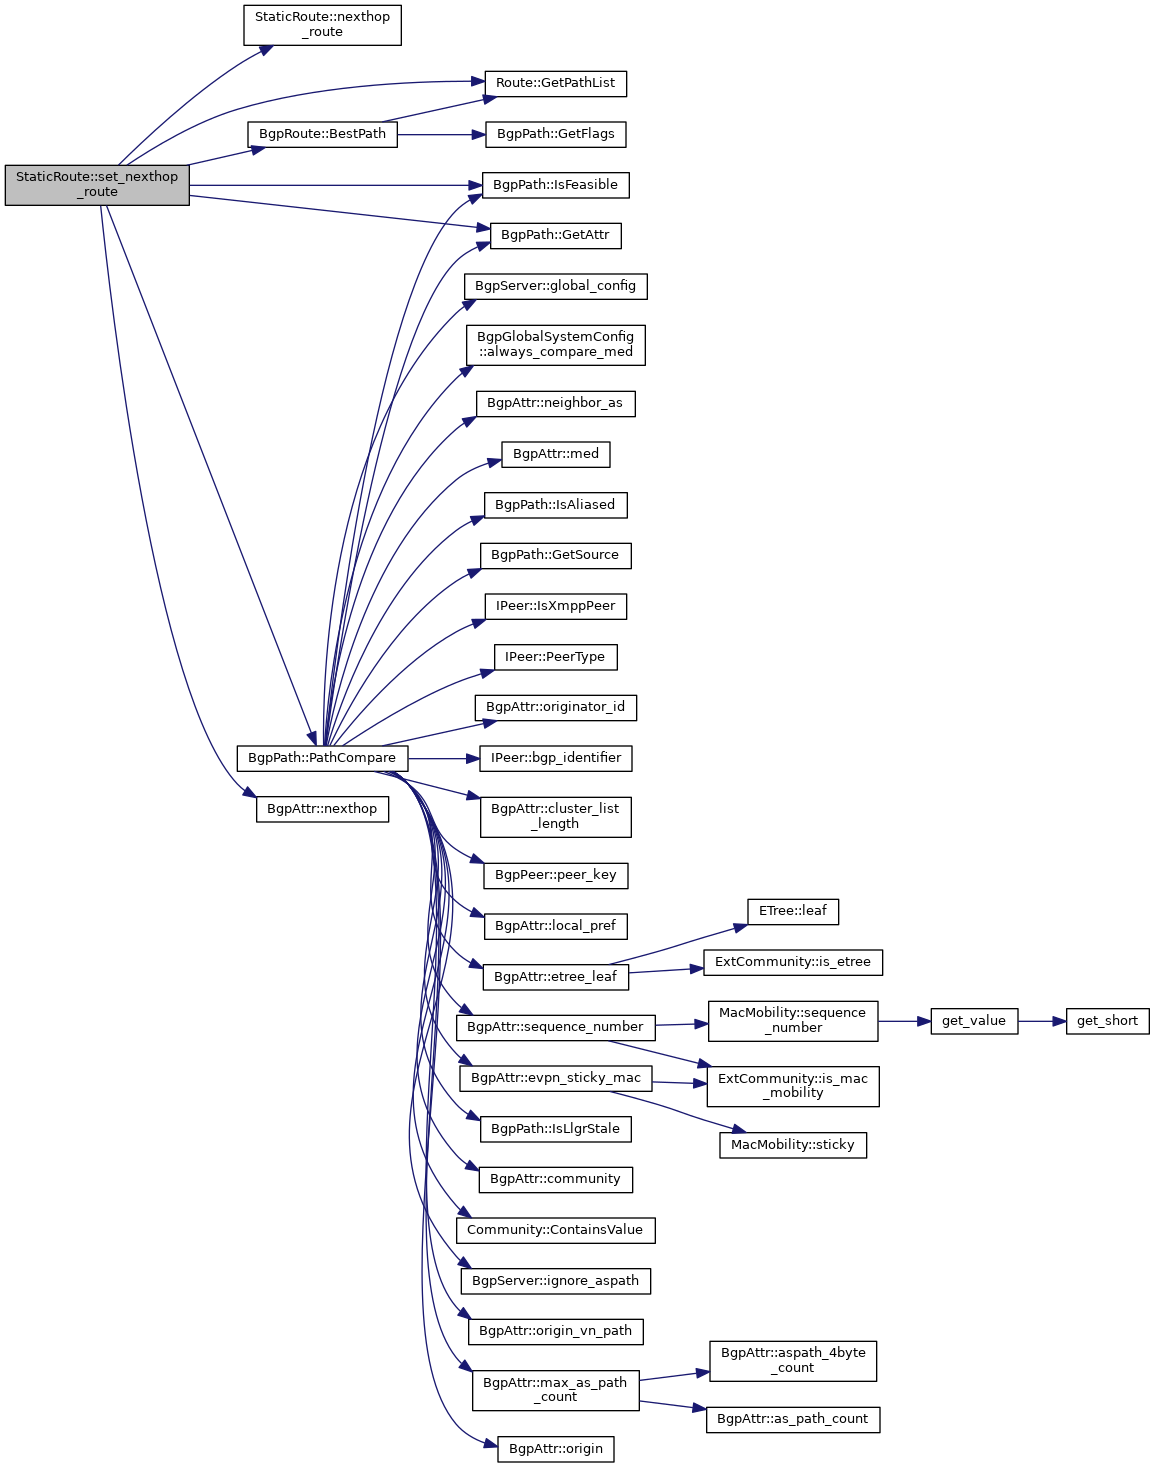 StaticRoute::nexthop
_route
Route::GetPathList
BgpRoute::BestPath
BgpPath::GetFlags
StaticRoute::set_nexthop
_route
BgpPath::IsFeasible
BgpPath::GetAttr
BgpServer::global_config
BgpGlobalSystemConfig
::always_compare_med
BgpAttr::neighbor_as
BgpAttr::med
BgpPath::IsAliased
BgpPath::GetSource
IPeer::IsXmppPeer
IPeer::PeerType
BgpAttr::originator_id
BgpPath::PathCompare
IPeer::bgp_identifier
BgpAttr::nexthop
BgpAttr::cluster_list
_length
BgpPeer::peer_key
ETree::leaf
BgpAttr::local_pref
ExtCommunity::is_etree
BgpAttr::etree_leaf
MacMobility::sequence
_number
get_value
get_short
BgpAttr::sequence_number
BgpAttr::evpn_sticky_mac
ExtCommunity::is_mac
_mobility
BgpPath::IsLlgrStale
MacMobility::sticky
BgpAttr::community
Community::ContainsValue
BgpServer::ignore_aspath
BgpAttr::origin_vn_path
BgpAttr::aspath_4byte
_count
BgpAttr::max_as_path
_count
BgpAttr::as_path_count
BgpAttr::origin